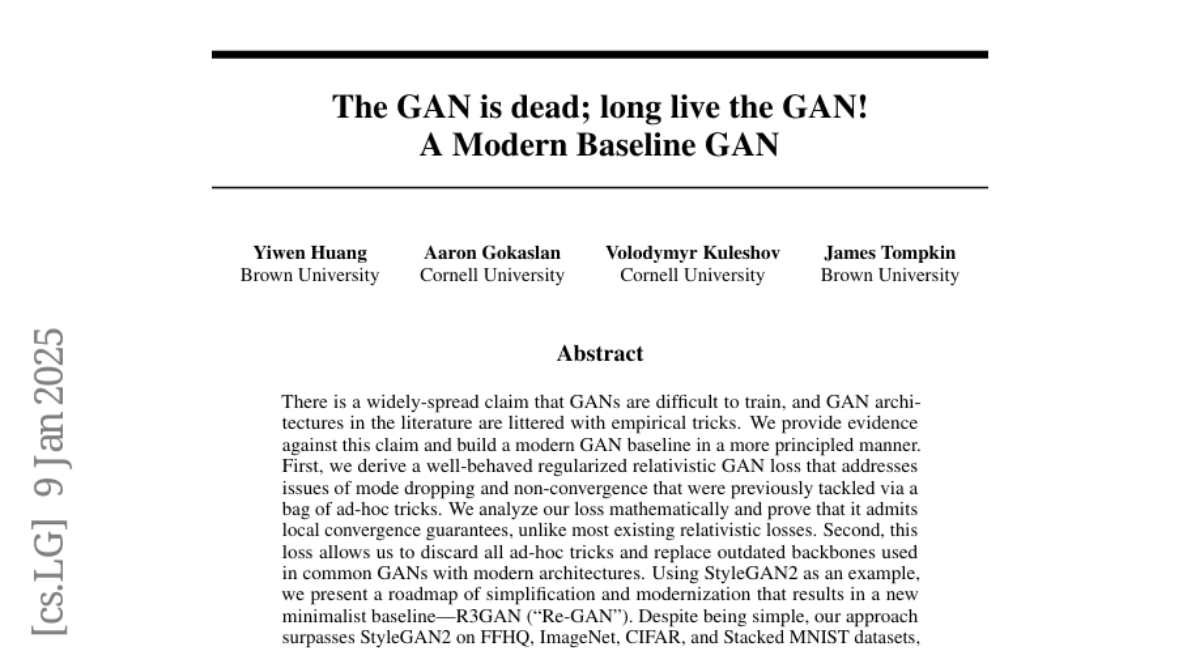 The GAN is dead; long live the GAN!
A Modern Baseline GAN
Yiwen Huang Aaron Gokaslan Volodymyr Kuleshov James Tompkin
Brown University Cornell University Cornell University Brown University
Abstract
There is a widely-spread claim that GANs are difficult to train, and GAN archi-
tectures in the literature are littered with empirical tricks. We provide evidence
against this claim and build a modern GAN baseline in a more principled manner.
First, we derive a well-behaved regularized relativistic GAN loss that addresses
issues of mode dropping and non-convergence that were previously tackled via a
bag of ad-hoc tricks. We analyze our loss mathematically and prove that it admits
local convergence guarantees, unlike most existing relativistic losses. Second, this
loss allows us to discard all ad-hoc tricks and replace outdated backbones used
in common GANs with modern architectures. Using StyleGAN2 as an example,
we present a roadmap of simplification and modernization that results in a new
minimalist baseline—R3GAN (“Re-GAN”). Despite being simple, our approach
surpasses StyleGAN2 on FFHQ, ImageNet, CIFAR, and Stacked MNIST datasets,
[cs.LG] 9 Jan 2025